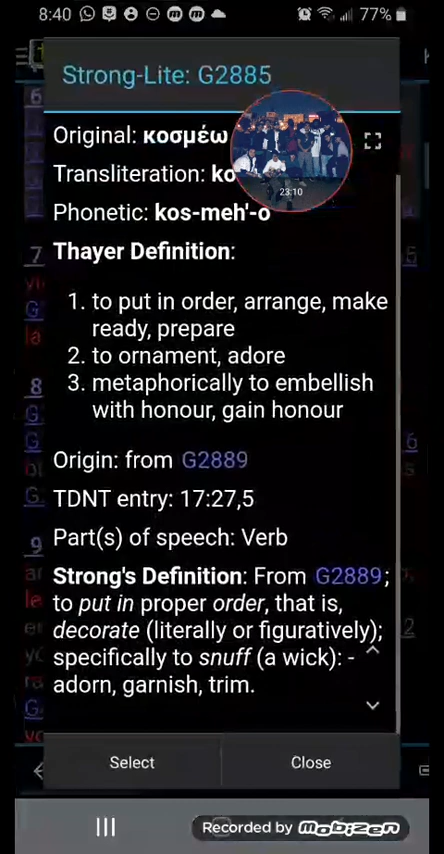 8:40 77%
Strong-Lite: G2885
Original: κοσμέω
Transliteration:
23:10
Phonetic: kos-meh'-o
Thayer Definition:
1. to put in order, arrange, make
ready, prepare
2. to ornament, adore
3. metaphorically to embellish
with honour, gain honour
Origin: from G2889
TDNT entry: 17:27,5
Part(s) of speech: Verb
Strong's Definition: From G2889;
to put in proper order, that is,
decorate (literally or figuratively);
specifically to snuff (a wick): -
adorn, garnish, trim.
Select Close
Recorded by Mobizen
6
7
8
9